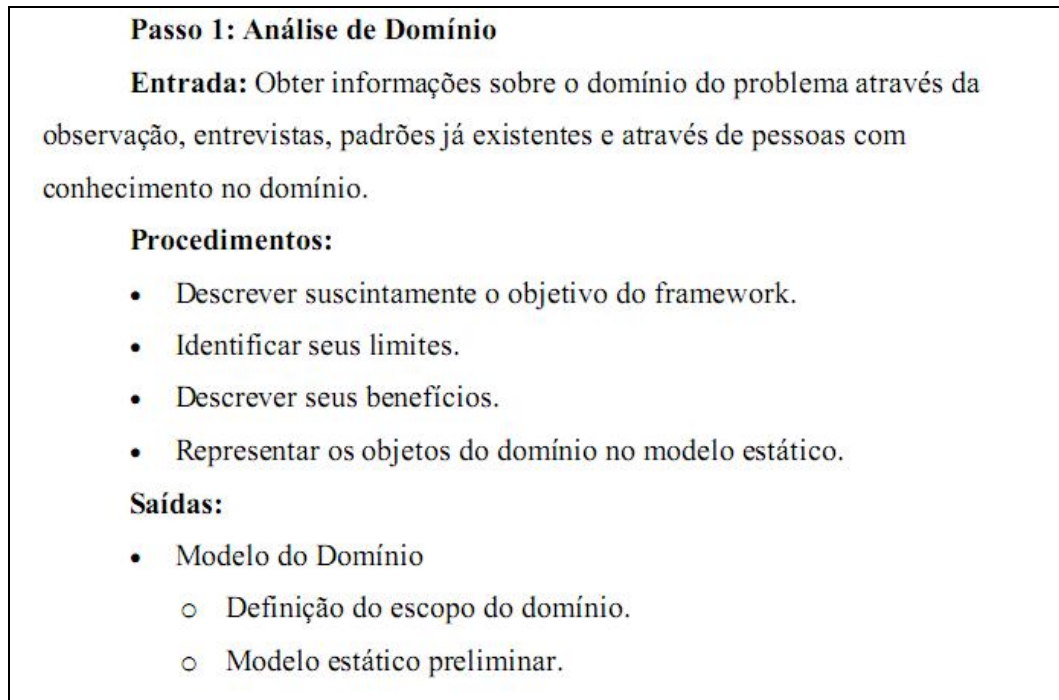 Passo 1: Análise de Domínio
Entrada: Obter informações sobre o domínio do problema através da
observação, entrevistas, padrões já existentes e através de pessoas com
conhecimento no domínio.
Procedimentos:
• Descrever suscintamente o objetivo do framework.
• Identificar seus limites.
• Descrever seus benefícios.
• Representar os objetos do domínio no modelo estático.
Saídas:
• Modelo do Domínio
o Definição do escopo do domínio.
o Modelo estático preliminar.